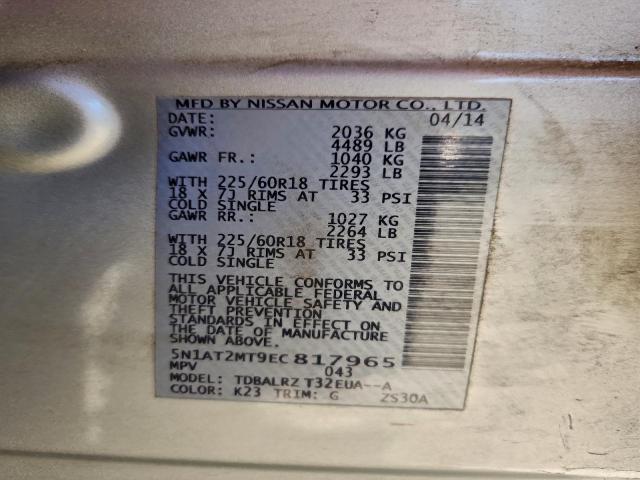 MFD BY NISSAN MOTOR CO., LTD.
DATE: 04/14
GVWR: 2036 KG
4489 LB
GAWR FR.: 1040 KG
2293 LB
WITH 225/60R18 TIRES
18 X 7J RIMS AT 33 PSI
COLD SINGLE
GAWR RR.: 1027 KG
2264 LB
WITH 225/60R18 TIRES
18 X 7J RIMS AT 33 PSI
COLD SINGLE
THIS VEHICLE CONFORMS TO
ALL APPLICABLE FEDERAL
MOTOR VEHICLE SAFETY AND
THEFT PREVENTION
STANDARDS IN EFFECT ON
THE DATE OF MANUFACTURE
SHOWN ABOVE.
5N1AT2MT9EC817965
MPV 043
MODEL: TDBALRZ T32EUA--A
COLOR: K23 TRIM: G ZS30A